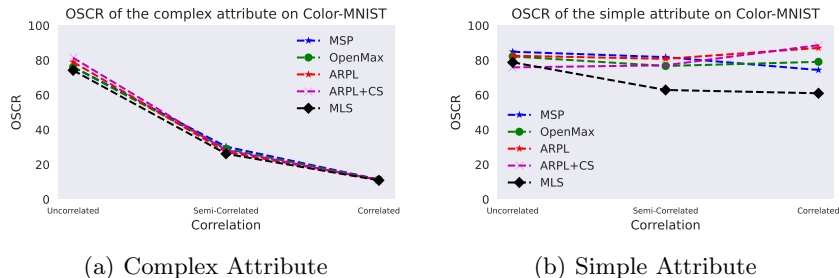 OSCR of the complex attribute on Color-MNIST
100
80
60
40
20
0
OSCR
MSP
OpenMax
ARPL
ARPL+CS
MLS
Uncorrelated
Semi-Correlated
Correlated
Correlation
(a) Complex Attribute
OSCR of the simple attribute on Color-MNIST
100
80
60
40
20
0
OSCR
MSP
OpenMax
ARPL
ARPL+CS
MLS
Uncorrelated
Semi-Correlated
Correlated
Correlation
(b) Simple Attribute